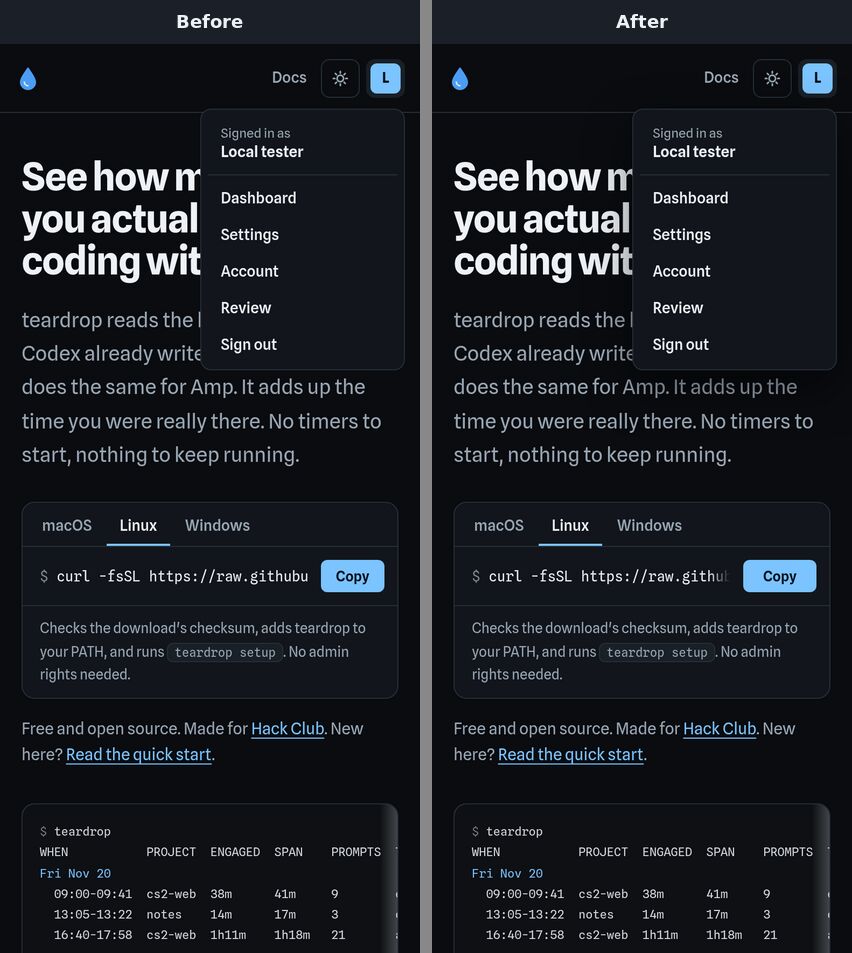 Before
Docs
L
Signed in as
Local tester
Dashboard
Settings
Account
Review
Sign out
See how m
you actual
coding wit
teardrop reads the l
Codex already write
does the same for Amp. It adds up the
time you were really there. No timers to
start, nothing to keep running.
macOS Linux Windows
$ curl -fsSL https://raw.githubu Copy
Checks the download's checksum, adds teardrop to
your PATH, and runs teardrop setup. No admin
rights needed.
Free and open source. Made for Hack Club. New
here? Read the quick start.
$ teardrop
WHEN PROJECT ENGAGED SPAN PROMPTS
Fri Nov 20
09:00-09:41 cs2-web 38m 41m 9
13:05-13:22 notes 14m 17m 3
16:40-17:58 cs2-web 1h11m 1h18m 21
After
Docs
L
Signed in as
Local tester
Dashboard
Settings
Account
Review
Sign out
See how m
you actual
coding wit
teardrop reads the
Codex already write
does the same for Amp. It adds up the
time you were really there. No timers to
start, nothing to keep running.
macOS Linux Windows
$ curl -fsSL https://raw.github Copy
Checks the download's checksum, adds teardrop to
your PATH, and runs teardrop setup. No admin
rights needed.
Free and open source. Made for Hack Club. New
here? Read the quick start.
$ teardrop
WHEN PROJECT ENGAGED SPAN PROMPTS
Fri Nov 20
09:00-09:41 cs2-web 38m 41m 9
13:05-13:22 notes 14m 17m 3
16:40-17:58 cs2-web 1h11m 1h18m 21